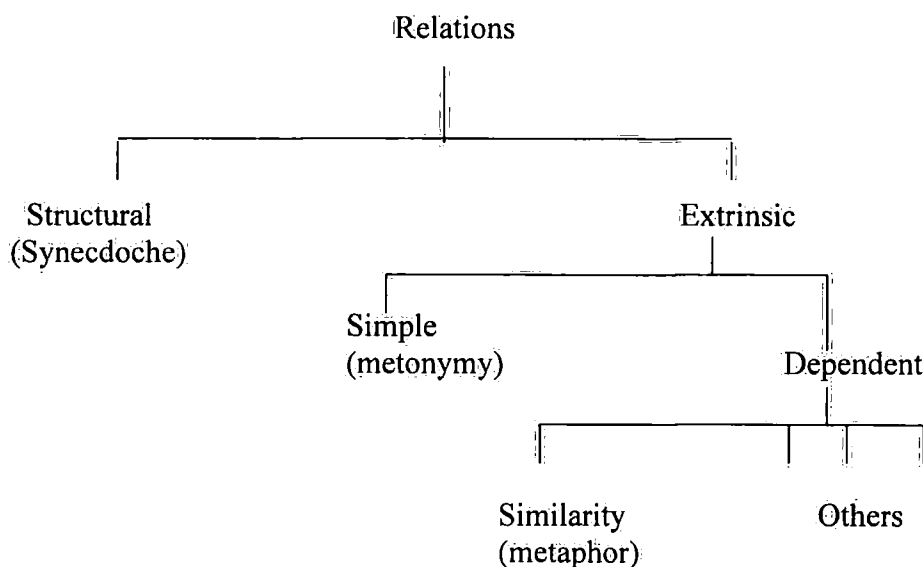 Relations
Structural
(Synecdoche)
Extrinsic
Simple
(metonymy)
Dependent
Similarity
(metaphor)
Others